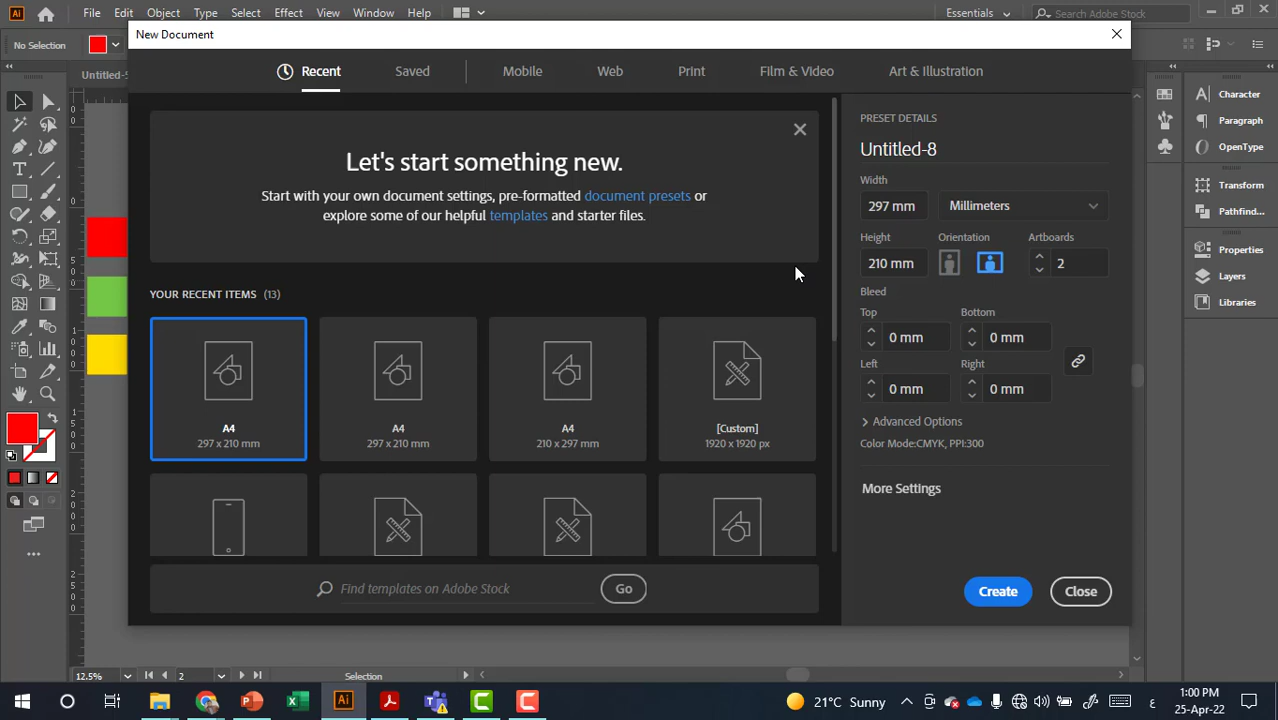 Ai File Edit Object Type Select Effect View Window Help Essentials Search Adobe Stock
New Document
No Selection
Recent Saved Mobile Web Print Film & Video Art & Illustration
Let's start something new.
Start with your own document settings, pre-formatted document presets or
explore some of our helpful templates and starter files.
YOUR RECENT ITEMS (13)
A4
297 x 210 mm
A4
297 x 210 mm
A4
210 x 297 mm
[Custom]
1920 x 1920 px
Find templates on Adobe Stock Go
PRESET DETAILS
Untitled-8
Width
297 mm Millimeters
Height Orientation Artboards
210 mm 2
Bleed
Top Bottom
0 mm 0 mm
Left Right
0 mm 0 mm
Advanced Options
Color Mode:CMYK, PPI:300
More Settings
Create Close
Character
Paragraph
OpenType
Transform
Pathfind...
Properties
Layers
Libraries
12.5% 2 Selection
21°C Sunny ع 1:00 PM
25-Apr-22